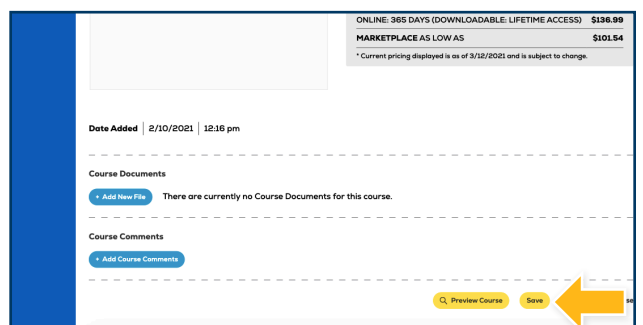 ONLINE: 365 DAYS (DOWNLOADABLE: LIFETIME ACCESS) $136.99
MARKETPLACE AS LOW AS $101.54
* Current pricing displayed is as of 3/12/2021 and is subject to change.
Date Added 2/10/2021 12:16 pm
Course Documents
+ Add New File There are currently no Course Documents for this course.
Course Comments
+ Add Course Comments
Preview Course Save